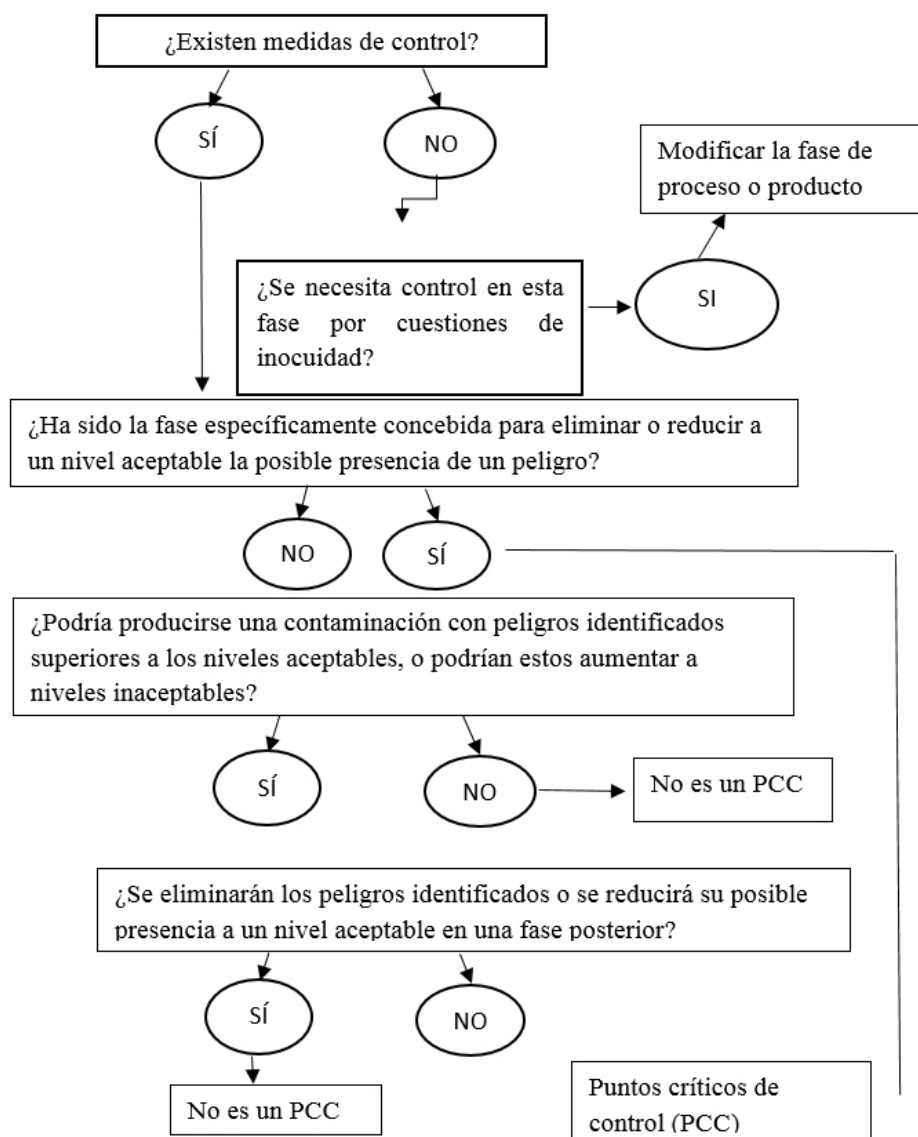 ¿Existen medidas de control?
SÍ
NO
Modificar la fase de
proceso o producto
¿Se necesita control en esta
fase por cuestiones de
inocuidad?
SI
¿Ha sido la fase específicamente concebida para eliminar o reducir a
un nivel aceptable la posible presencia de un peligro?
NO
SÍ
¿Podría producirse una contaminación con peligros identificados
superiores a los niveles aceptables, o podrían estos aumentar a
niveles inaceptables?
SÍ
NO
No es un PCC
¿Se eliminarán los peligros identificados o se reducirá su posible
presencia a un nivel aceptable en una fase posterior?
SÍ
NO
No es un PCC
Puntos críticos de
control (PCC)